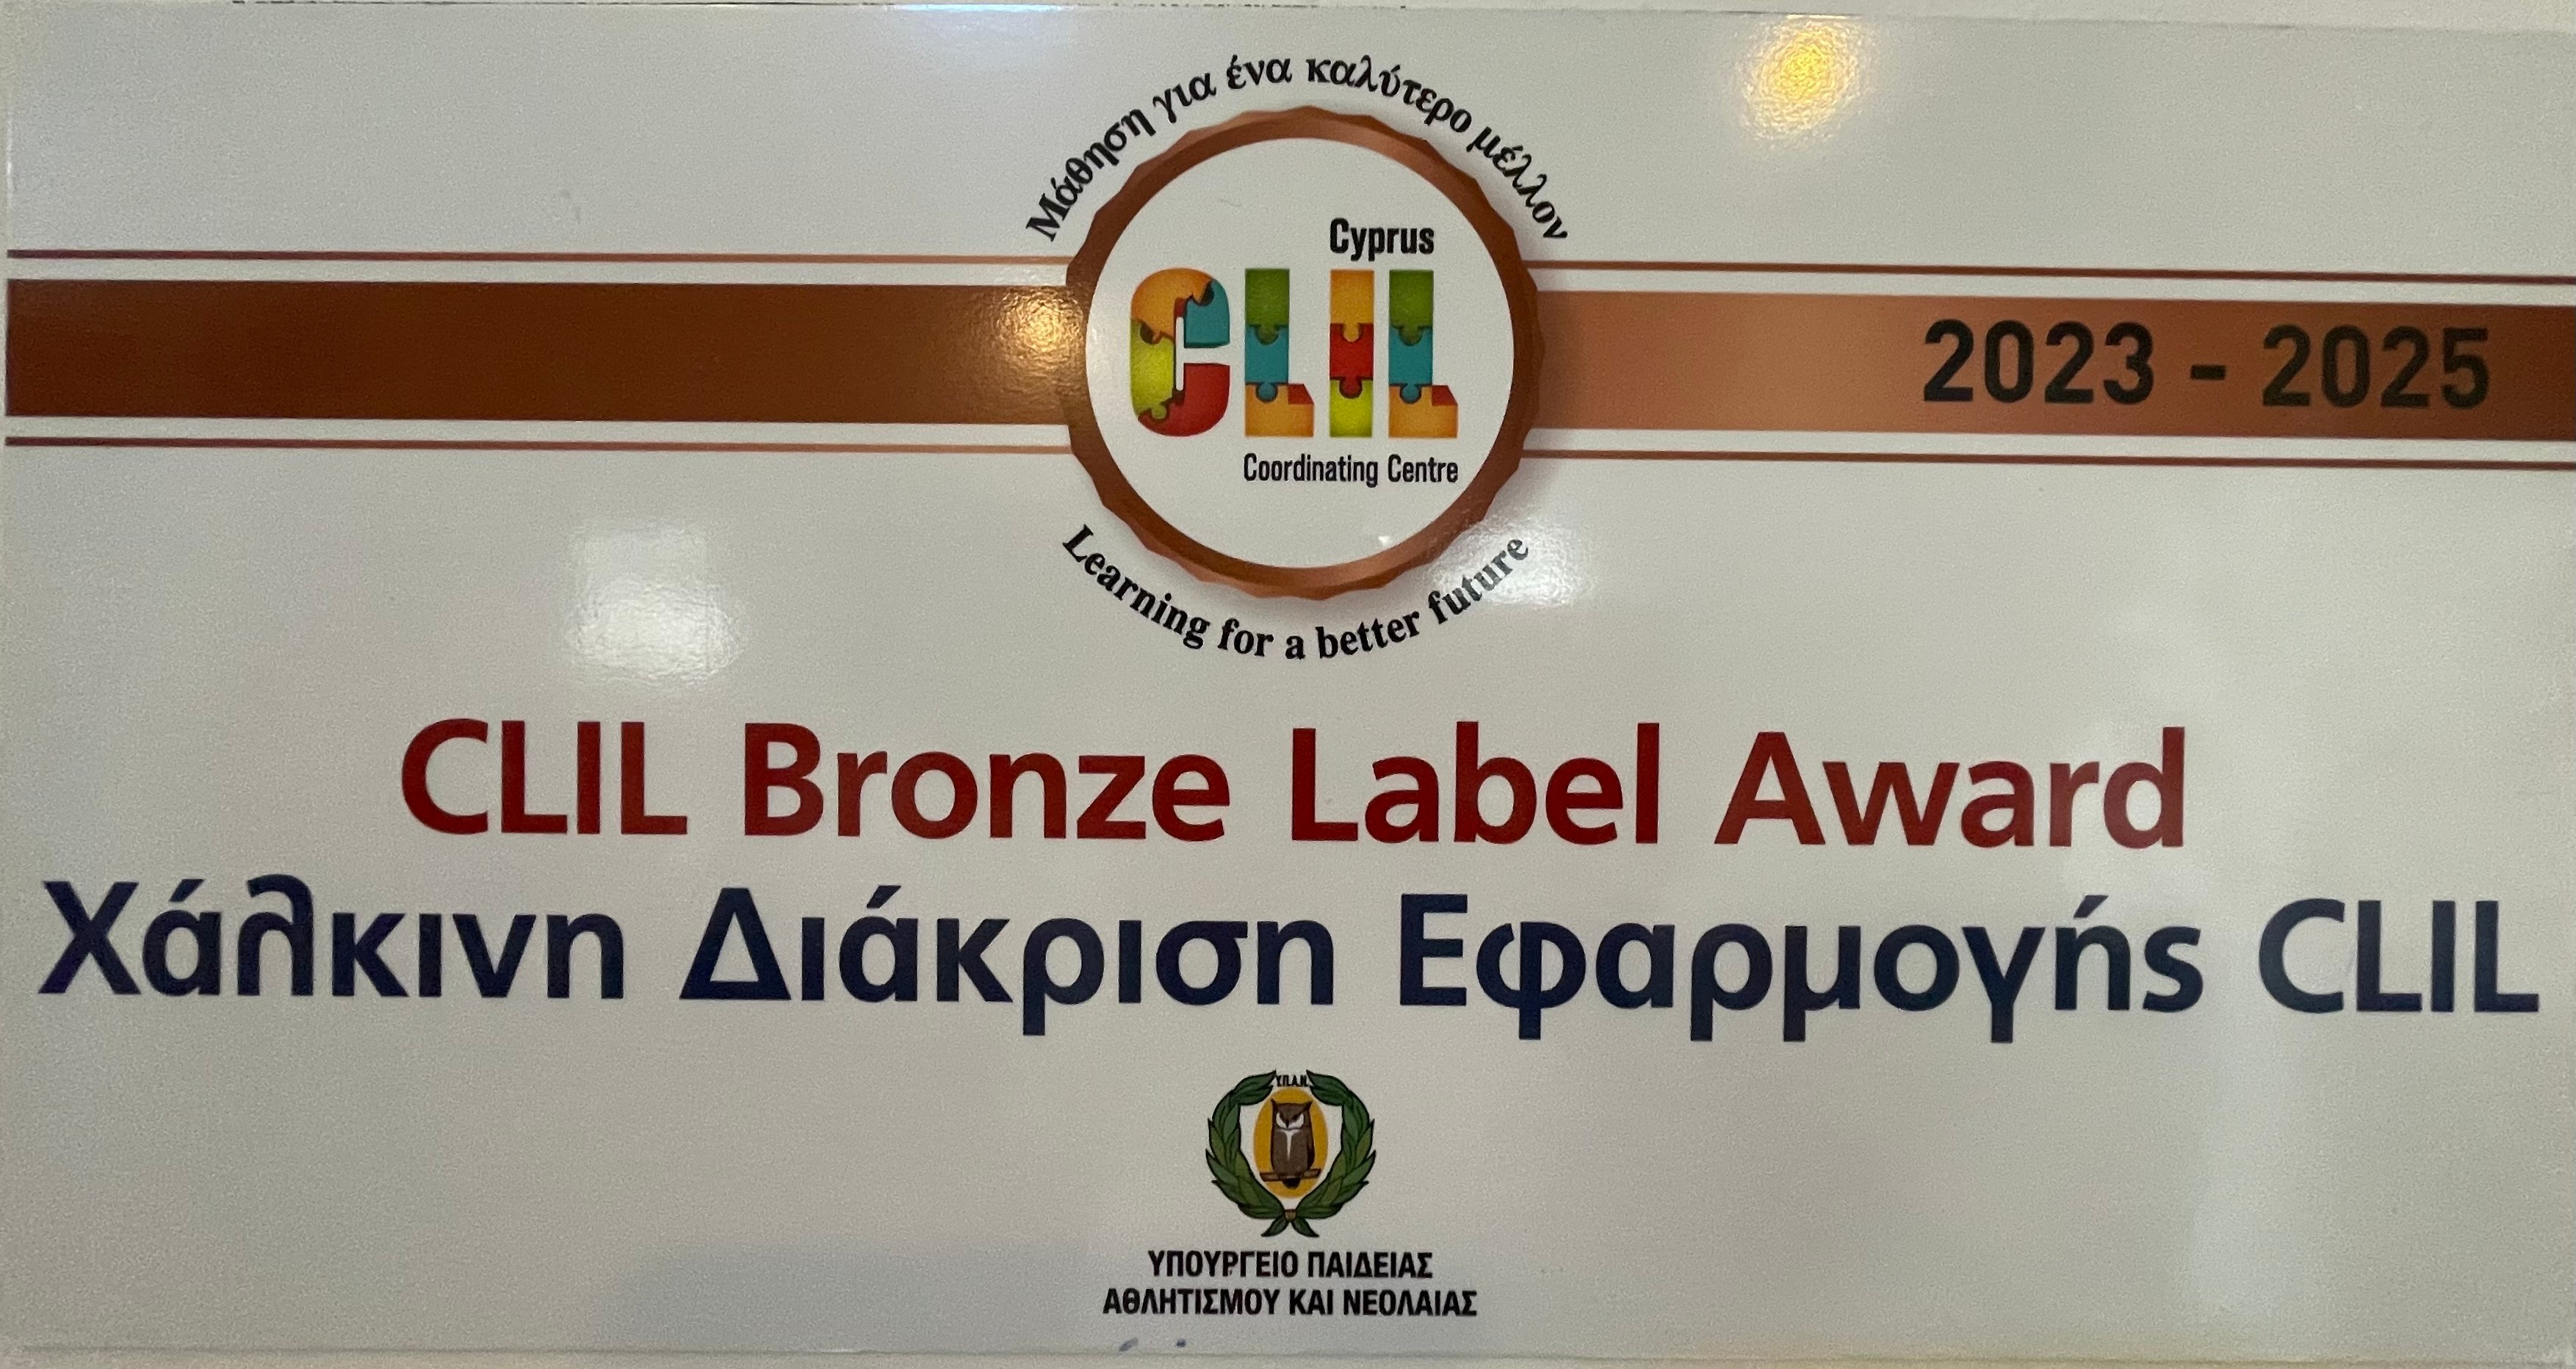 Μάθηση για ένα καλύτερο μέλλον
Cyprus
CLIL
Coordinating Centre
2023 - 2025
Learning for a better future
CLIL Bronze Label Award
Χάλκινη Διάκριση Εφαρμογής CLIL
Υ.Π.Α.Ν.
ΥΠΟΥΡΓΕΙΟ ΠΑΙΔΕΙΑΣ
ΑΘΛΗΤΙΣΜΟΥ ΚΑΙ ΝΕΟΛΑΙΑΣ